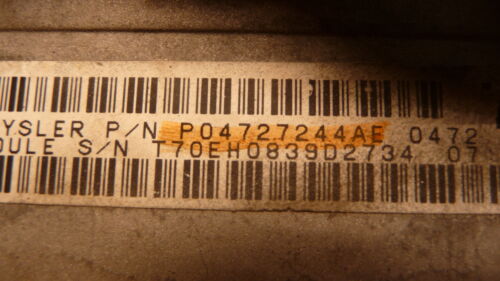 YSLER P/N P04727244AE 0472
DULE S/N T70EH0839D2734 07